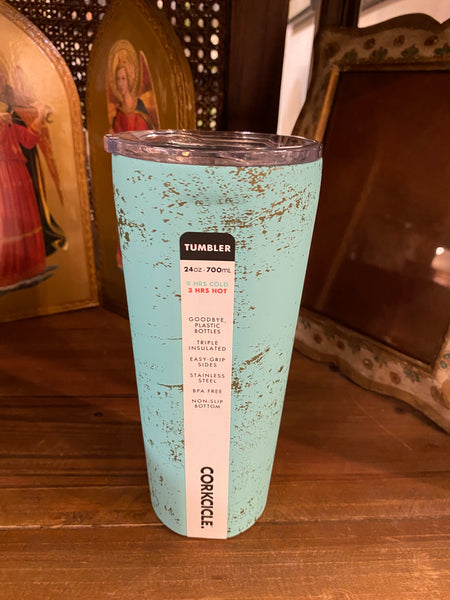 TUMBLER
24oz · 700mL
9 HRS COLD
3 HRS HOT
GOODBYE,
PLASTIC
BOTTLES
TRIPLE
INSULATED
EASY-GRIP
SIDES
STAINLESS
STEEL
BPA FREE
NON-SLIP
BOTTOM
CORKCICLE.